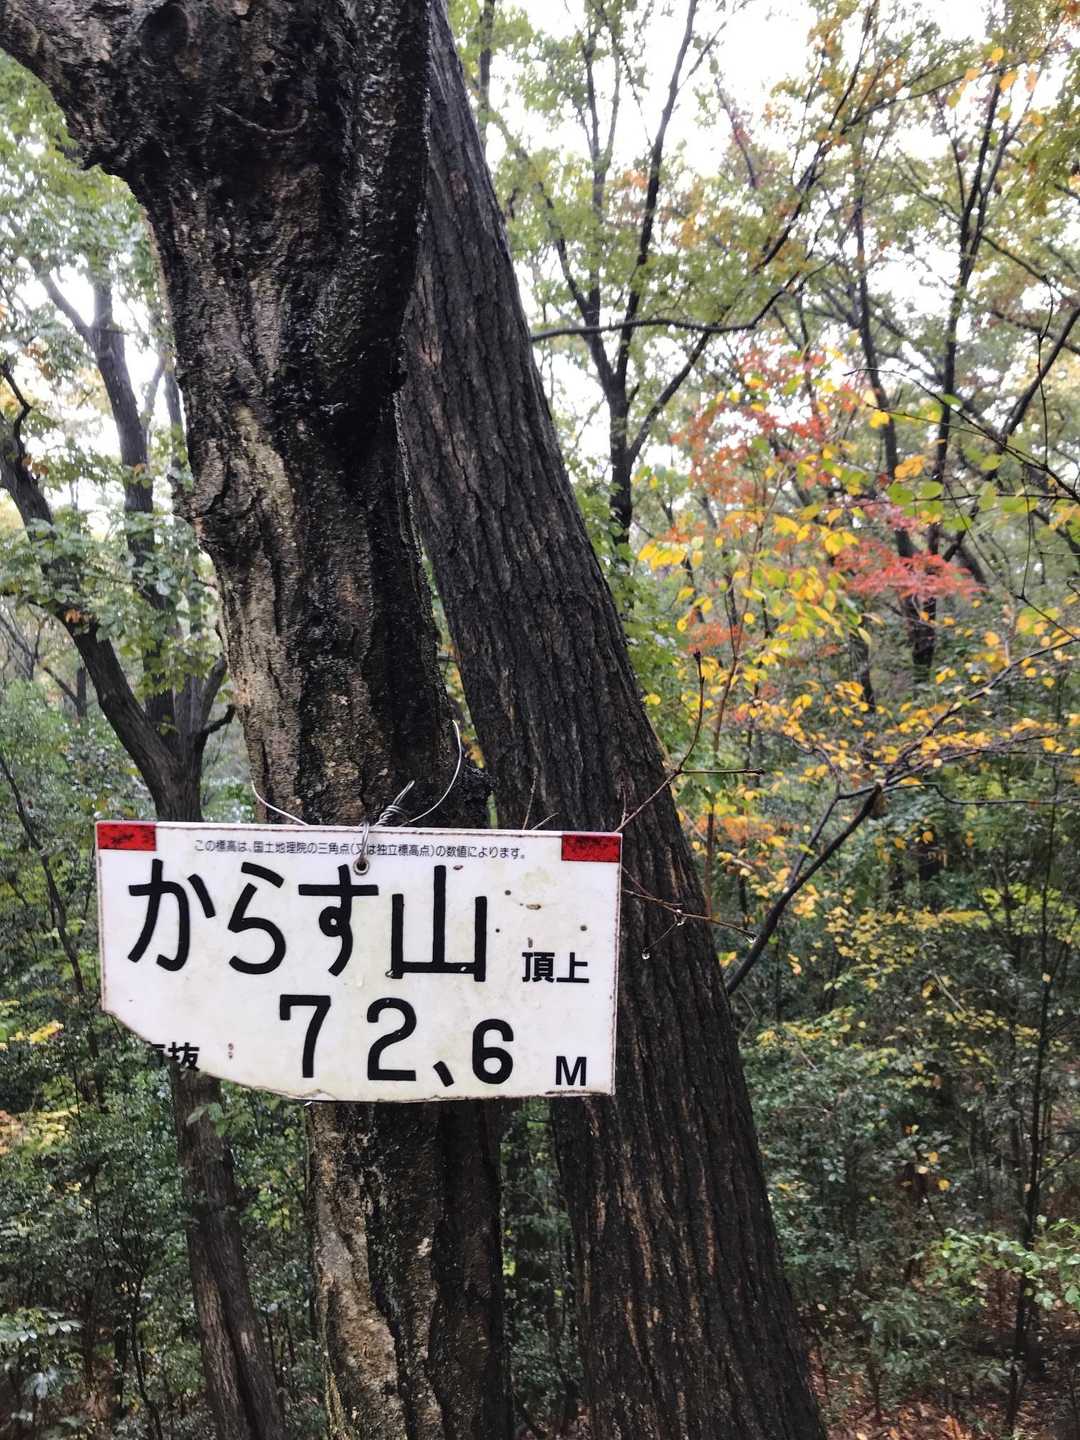 この標高は、国土地理院の三角点(又は独立標高点)の数値によります。
からす山 頂上
抜 72、6 M